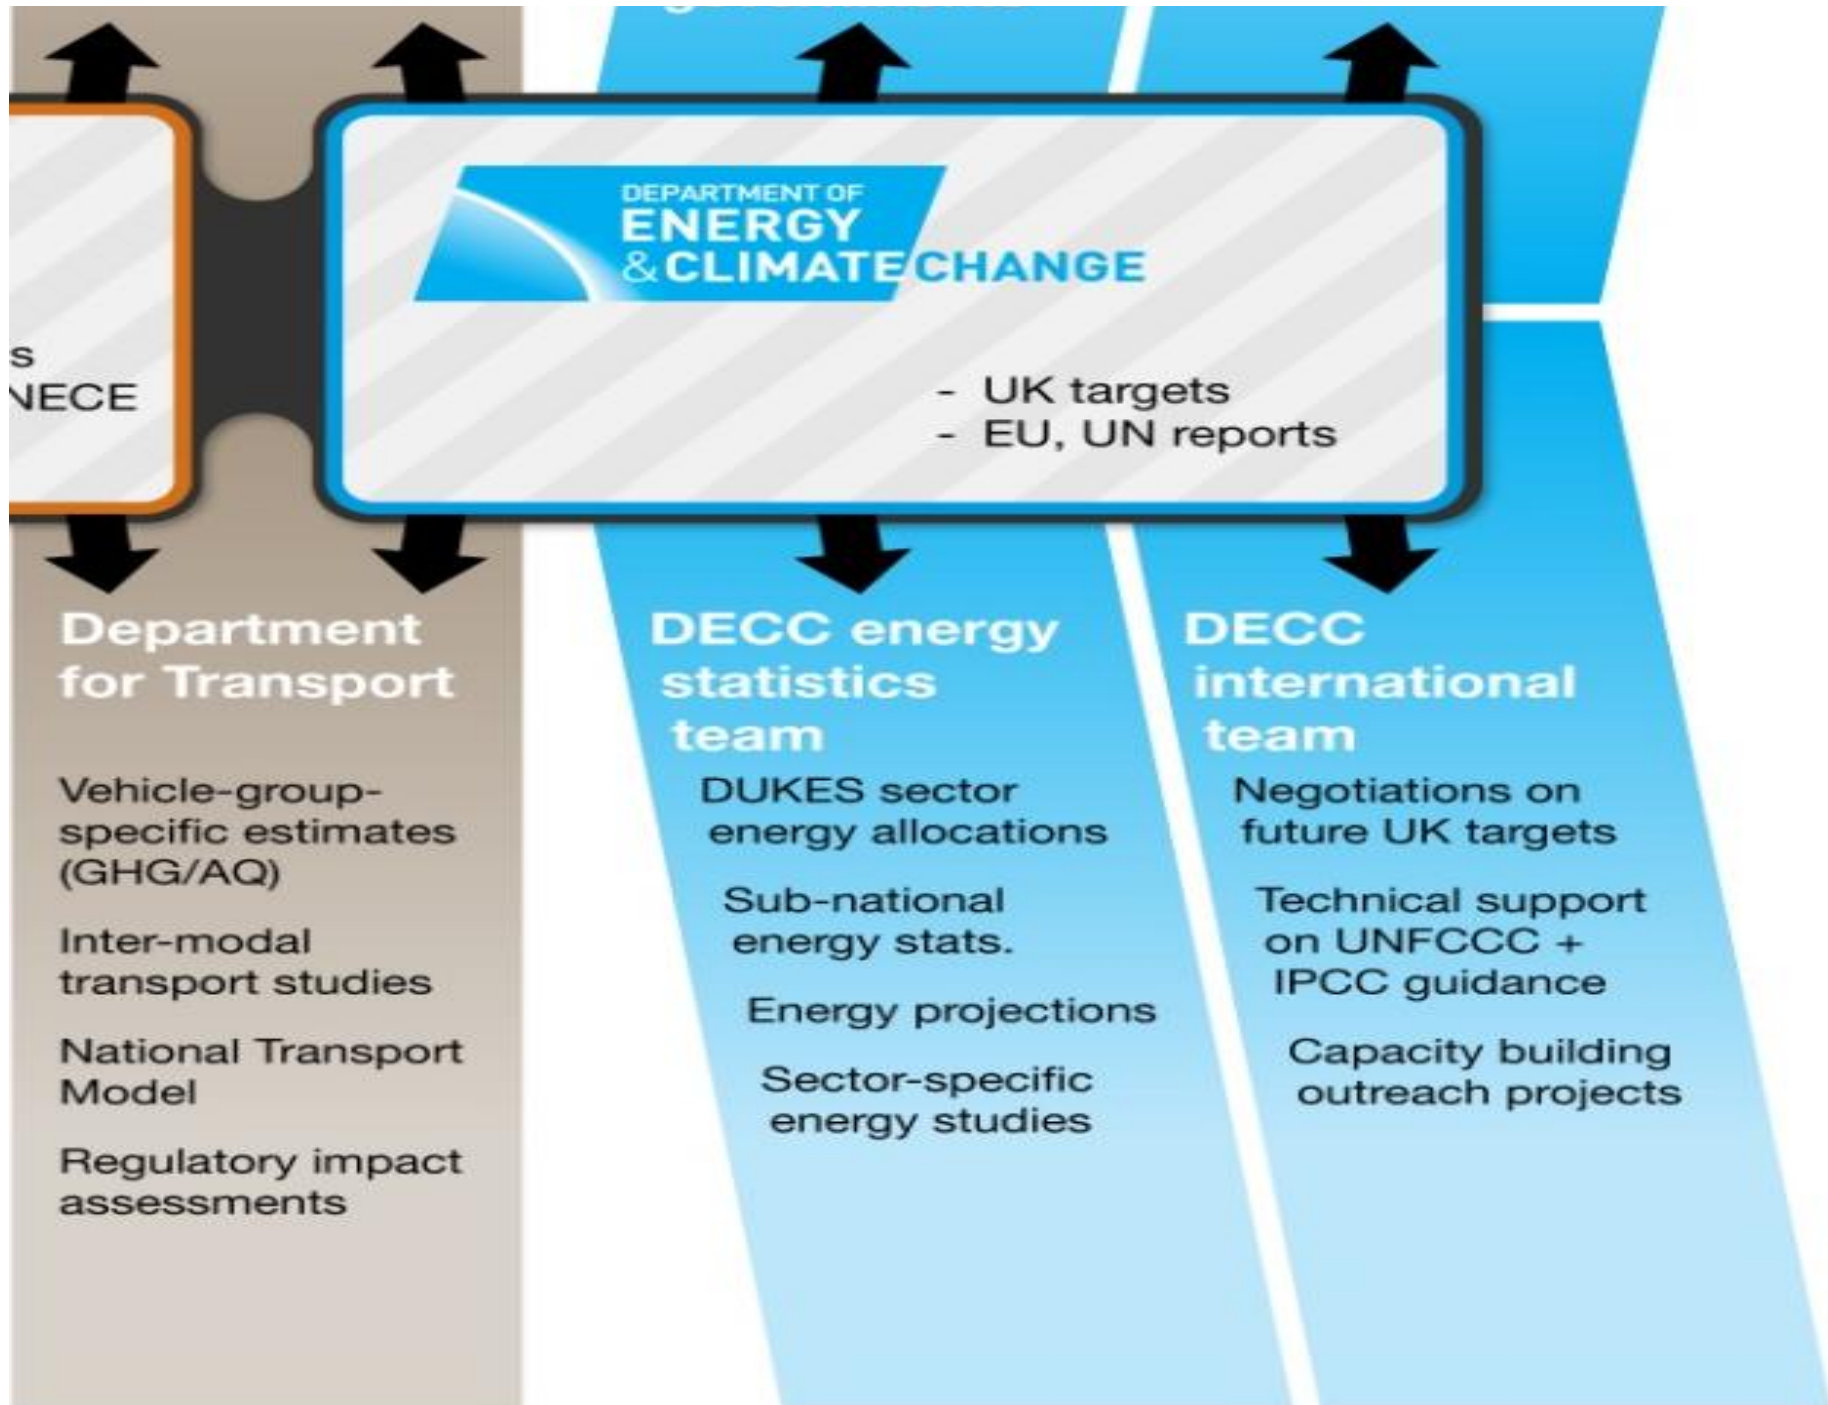 DEPARTMENT OF
ENERGY
& CLIMATE CHANGE
s
NECE
- UK targets
- EU, UN reports
Department
for Transport
Vehicle-group-
specific estimates
(GHG/AQ)
Inter-modal
transport studies
National Transport
Model
Regulatory impact
assessments
DECC energy
statistics
team
DUKES sector
energy allocations
Sub-national
energy stats.
Energy projections
Sector-specific
energy studies
DECC
international
team
Negotiations on
future UK targets
Technical support
on UNFCCC +
IPCC guidance
Capacity building
outreach projects